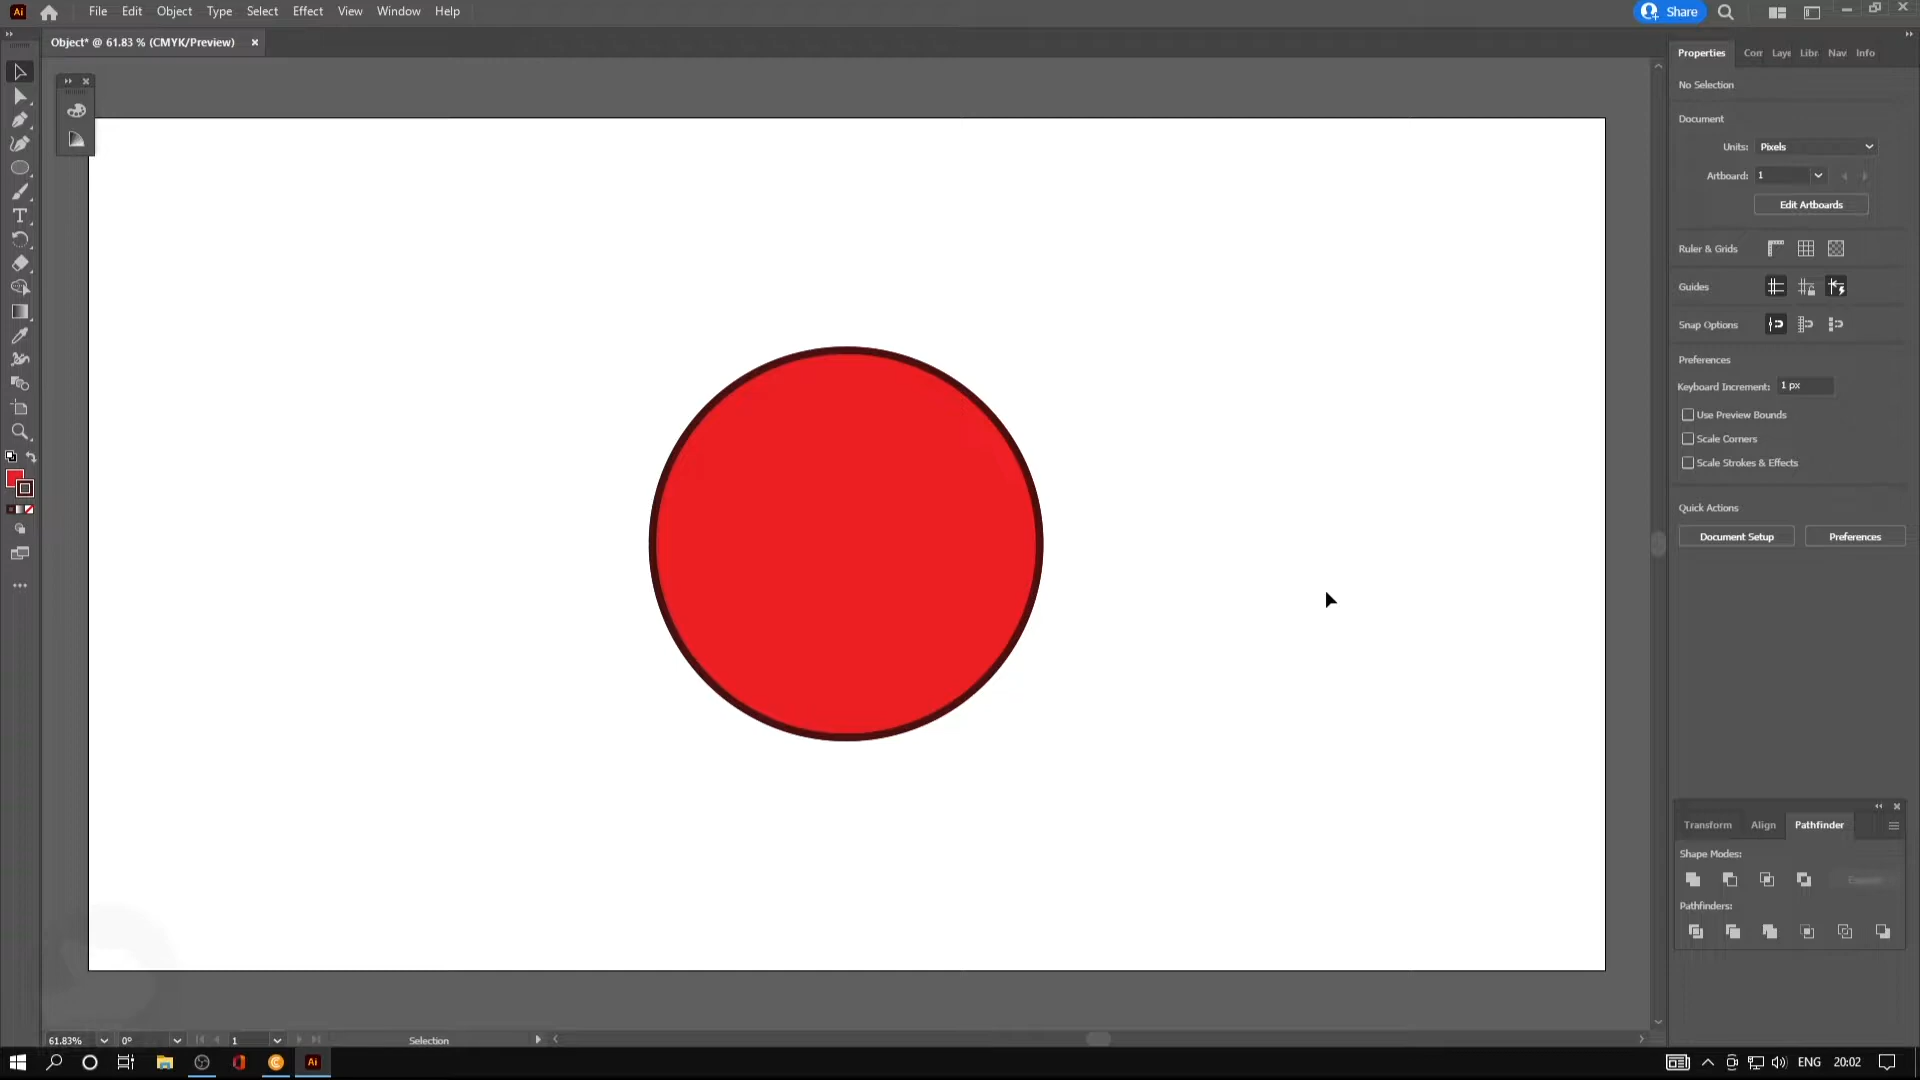 Ai File Edit Object Type Select Effect View Window Help Share
Object* @ 61.83 % (CMYK/Preview)
Properties Con Laye Libr Nav Info
No Selection
Document
Units: Pixels
Artboard: 1
Edit Artboards
Ruler & Grids
Guides
Snap Options
Preferences
Keyboard Increment: 1 px
Use Preview Bounds
Scale Corners
Scale Strokes & Effects
Quick Actions
Document Setup Preferences
Transform Align Pathfinder
Shape Modes:
Expand
Pathfinders:
61.83% 0° 1 Selection
Ai ENG 20:02